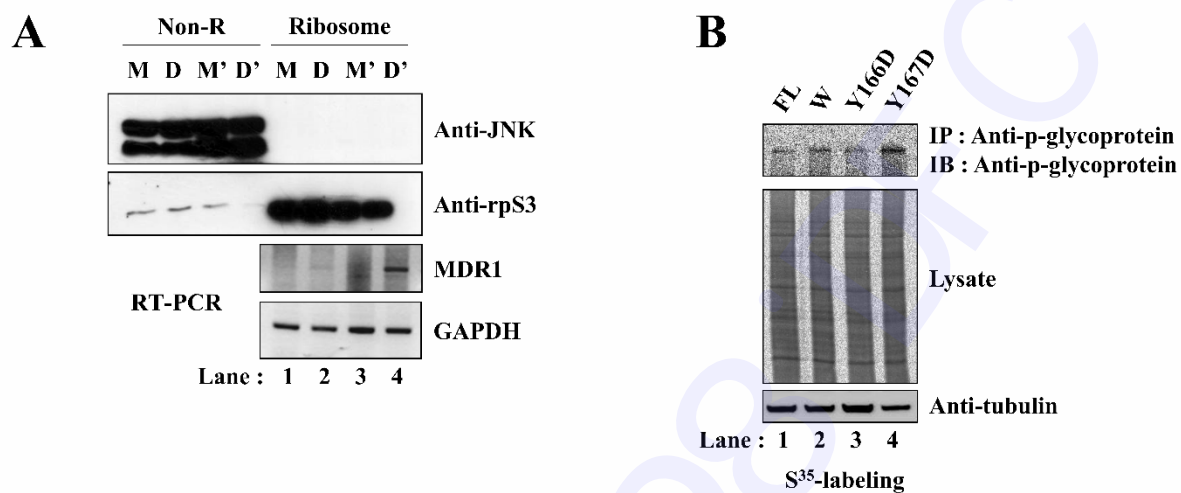 A
Non-R Ribosome
M D M' D' M D M' D'
Anti-JNK
Anti-rpS3
MDR1
RT-PCR
GAPDH
Lane : 1 2 3 4
B
FL W Y166D Y167D
IP : Anti-p-glycoprotein
IB : Anti-p-glycoprotein
Lysate
Anti-tubulin
Lane : 1 2 3 4
S³⁵-labeling